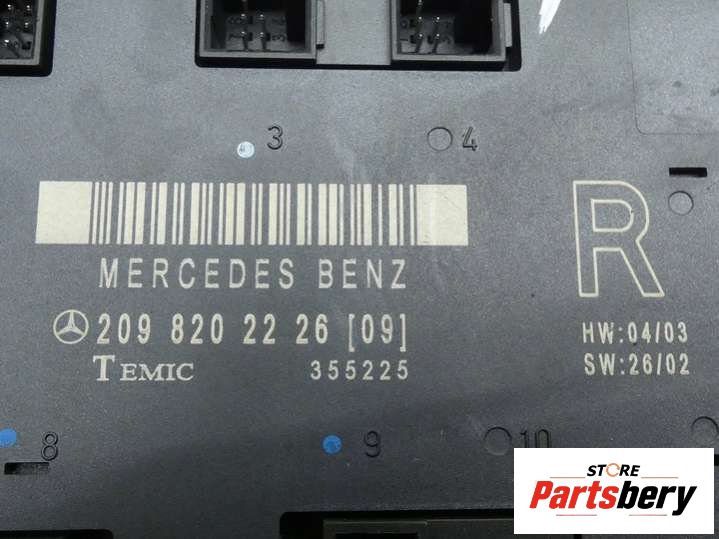 3 4
MERCEDES BENZ
R
209 820 22 26 [09]
HW:04/03
TEMIC 355225
SW:26/02
8 9 10
STORE
Partsbery